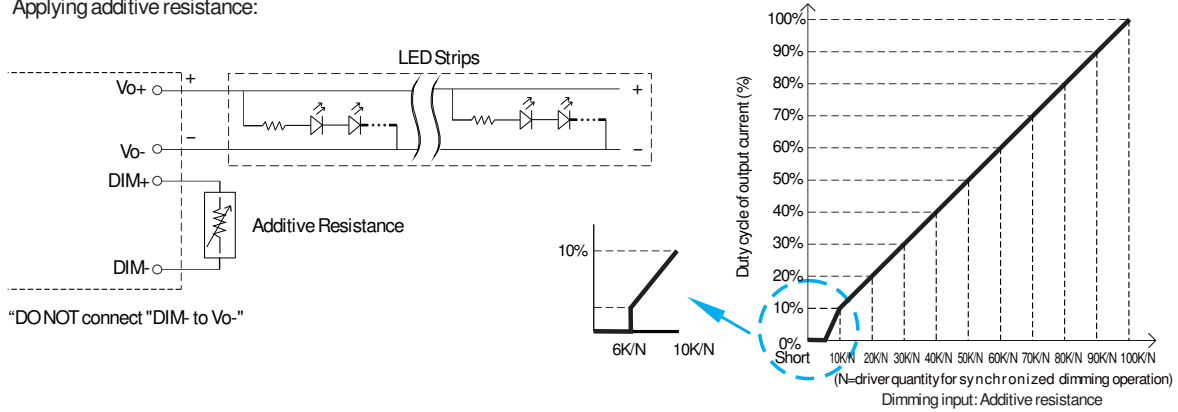 Applying additive resistance:
LED Strips
Vo+
+
+
Vo-
−
−
DIM+
Additive Resistance
DIM-
"DO NOT connect "DIM- to Vo-"
10%
6K/N 10K/N
Duty cycle of output current (%)
100%
90%
80%
70%
60%
50%
40%
30%
20%
10%
0%
Short 10K/N 20K/N 30K/N 40K/N 50K/N 60K/N 70K/N 80K/N 90K/N 100K/N
(N=driver quantity for synchronized dimming operation)
Dimming input: Additive resistance